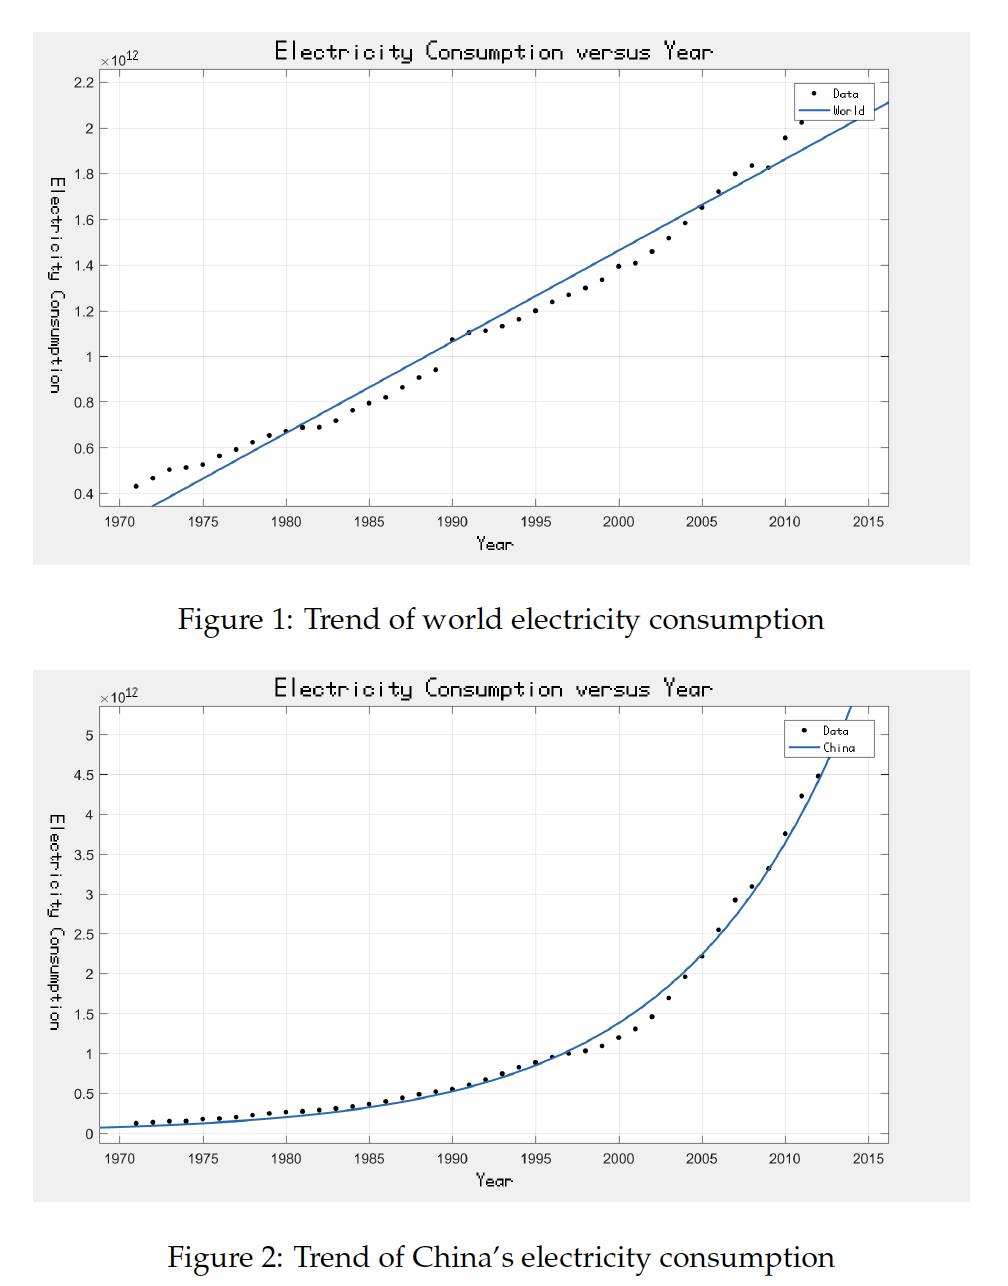 Electricity Consumption versus Year
×10¹²
2.2
2
1.8
1.6
1.4
1.2
1
0.8
0.6
0.4
Electricity Consumption
Data
World
1970 1975 1980 1985 1990 1995 2000 2005 2010 2015
Year
Figure 1: Trend of world electricity consumption
Electricity Consumption versus Year
×10¹²
5
4.5
4
3.5
3
2.5
2
1.5
1
0.5
0
Electricity Consumption
Data
China
1970 1975 1980 1985 1990 1995 2000 2005 2010 2015
Year
Figure 2: Trend of China’s electricity consumption